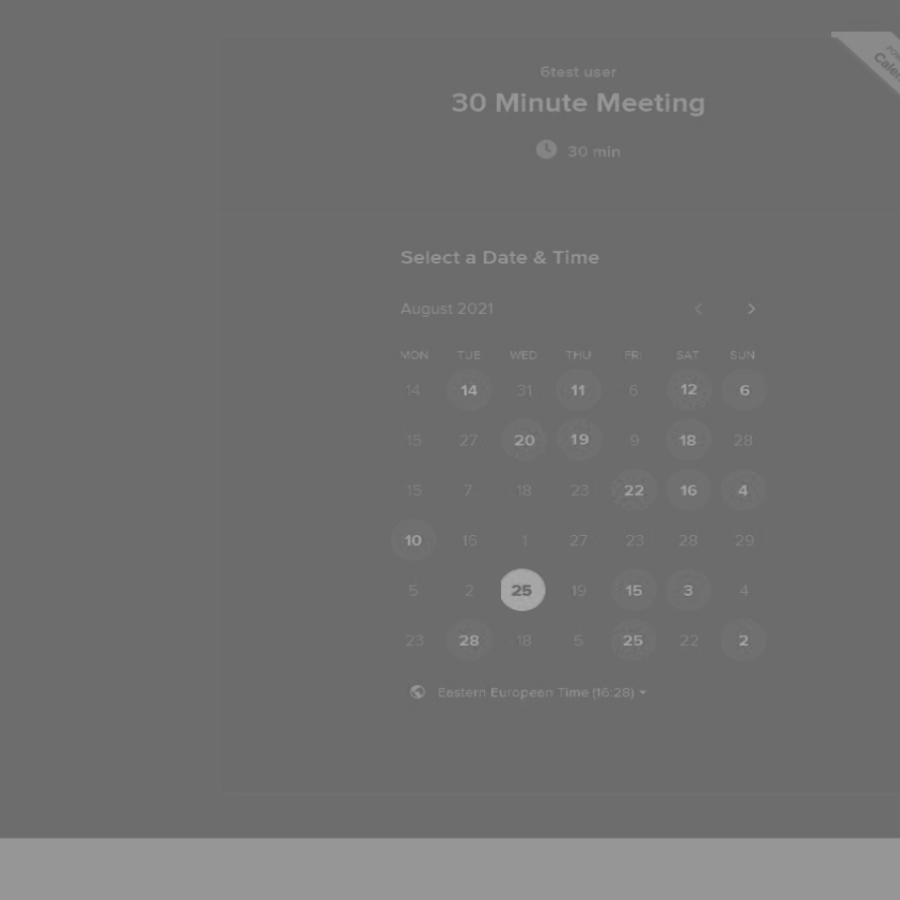 6test user
30 Minute Meeting
30 min
Select a Date & Time
August 2021
MON TUE WED THU FRI SAT SUN
14 14 31 11 6 12 6
15 27 20 19 9 18 28
15 7 18 23 22 16 4
10 15 1 27 23 28 29
5 2 25 19 15 3 4
23 28 18 5 25 22 2
Eastern European Time (16:28)